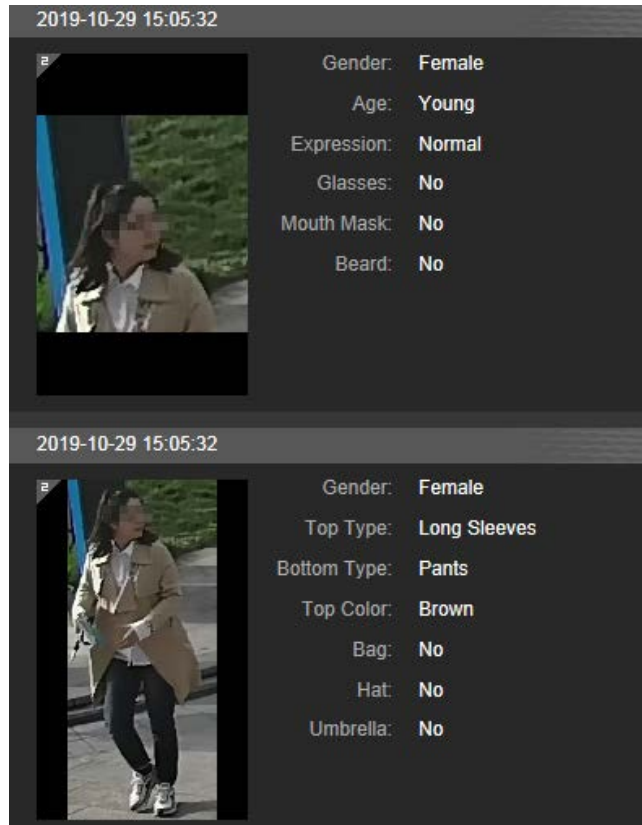 2019-10-29 15:05:32
2
Gender: Female
Age: Young
Expression: Normal
Glasses: No
Mouth Mask: No
Beard: No
2019-10-29 15:05:32
2
Gender: Female
Top Type: Long Sleeves
Bottom Type: Pants
Top Color: Brown
Bag: No
Hat: No
Umbrella: No